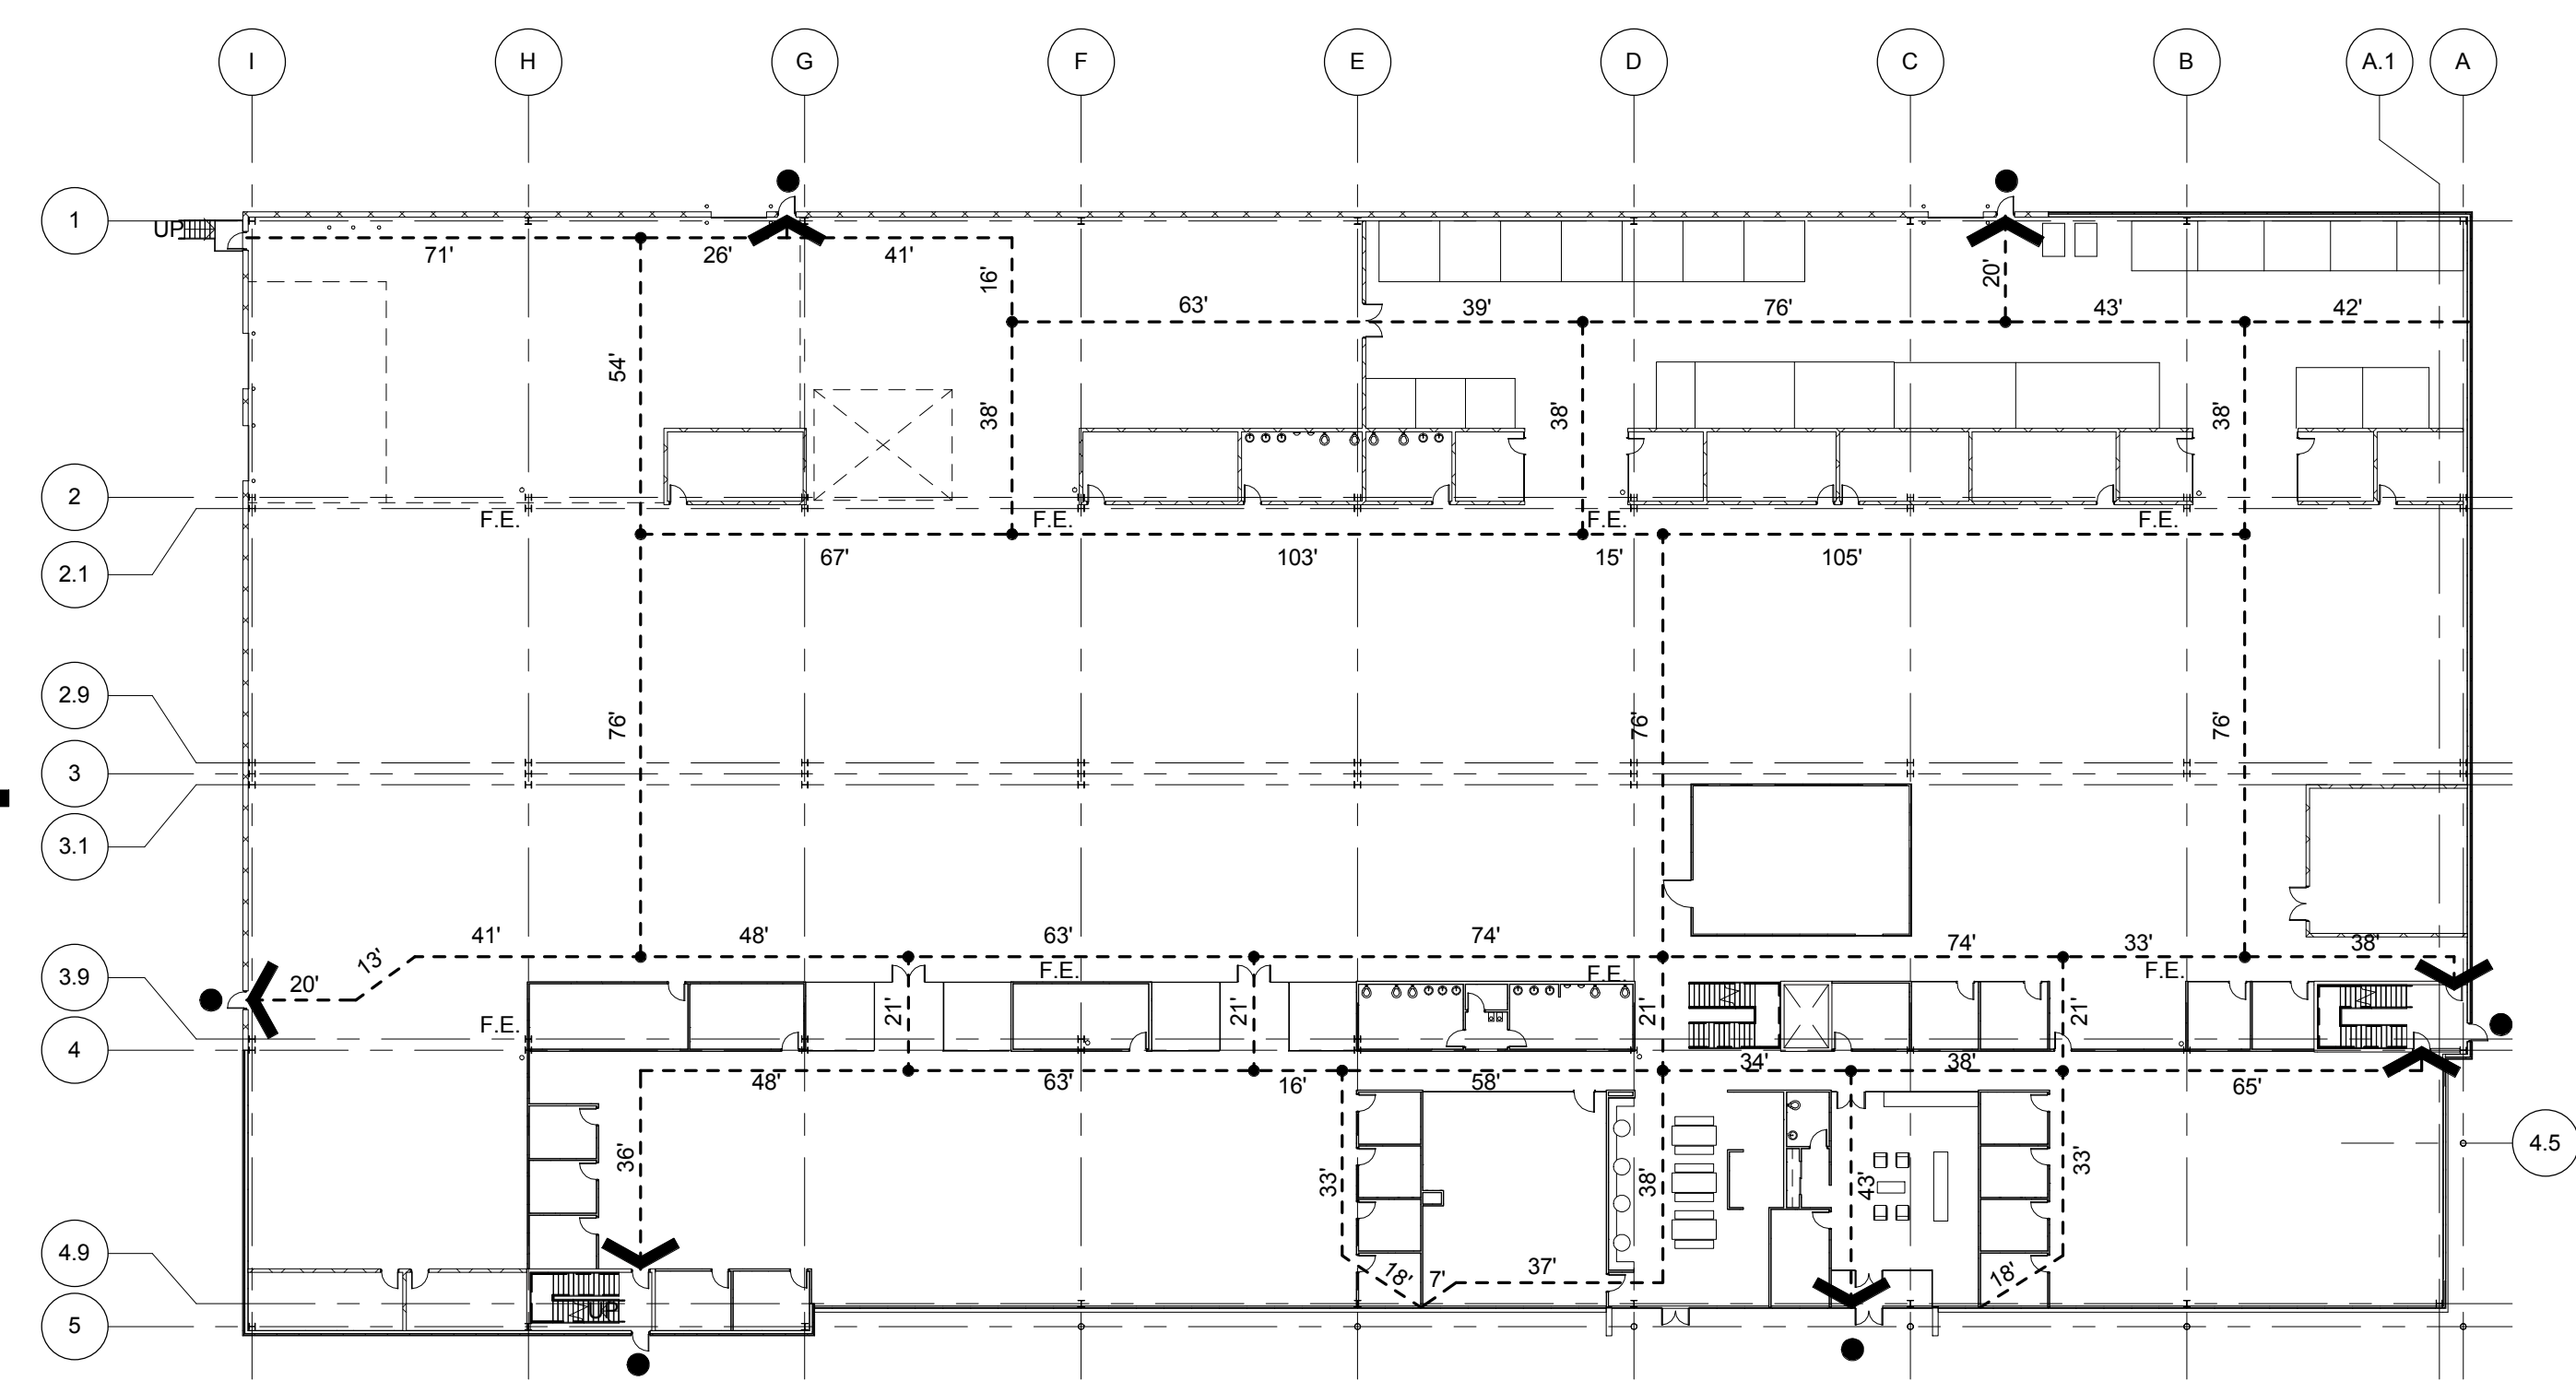 I H G F E D C B A.1 A
1
UP
71' 26' 41'
16'
20'
63' 39' 76' 43' 42'
54'
38' 38' 38'
2
F.E. F.E. F.E. F.E.
67' 103' 15' 105'
2.1
2.9
76' 76' 76'
3
3.1
41' 48' 63' 74' 74' 33' 38'
13'
F.E. F.E. F.E.
3.9
20'
21' 21' 21' 21'
F.E.
4
48' 63' 16' 58' 34' 38' 65'
4.5
36' 33' 38' 43' 33'
4.9
18' 7' 37' 18'
UP
5